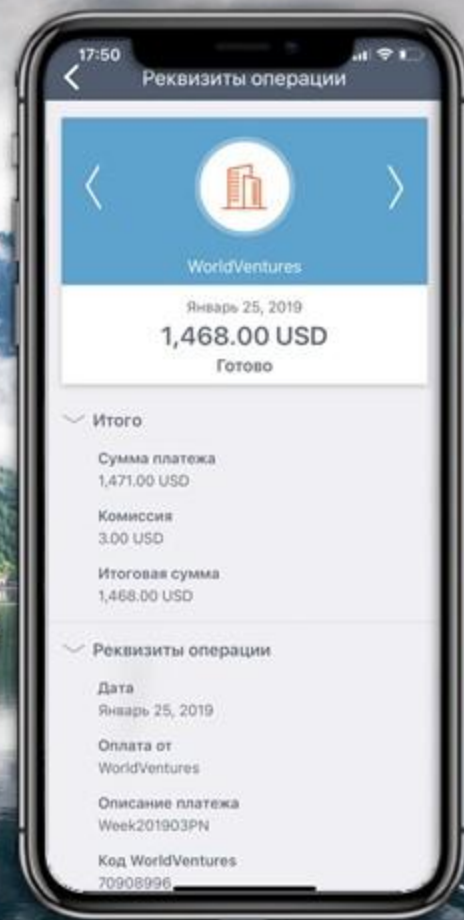 17:50
Реквизиты операции
WorldVentures
Январь 25, 2019
1,468.00 USD
Готово
Итого
Сумма платежа
1,471.00 USD
Комиссия
3.00 USD
Итоговая сумма
1,468.00 USD
Реквизиты операции
Дата
Январь 25, 2019
Оплата от
WorldVentures
Описание платежа
Week201903PN
Код WorldVentures
70908996